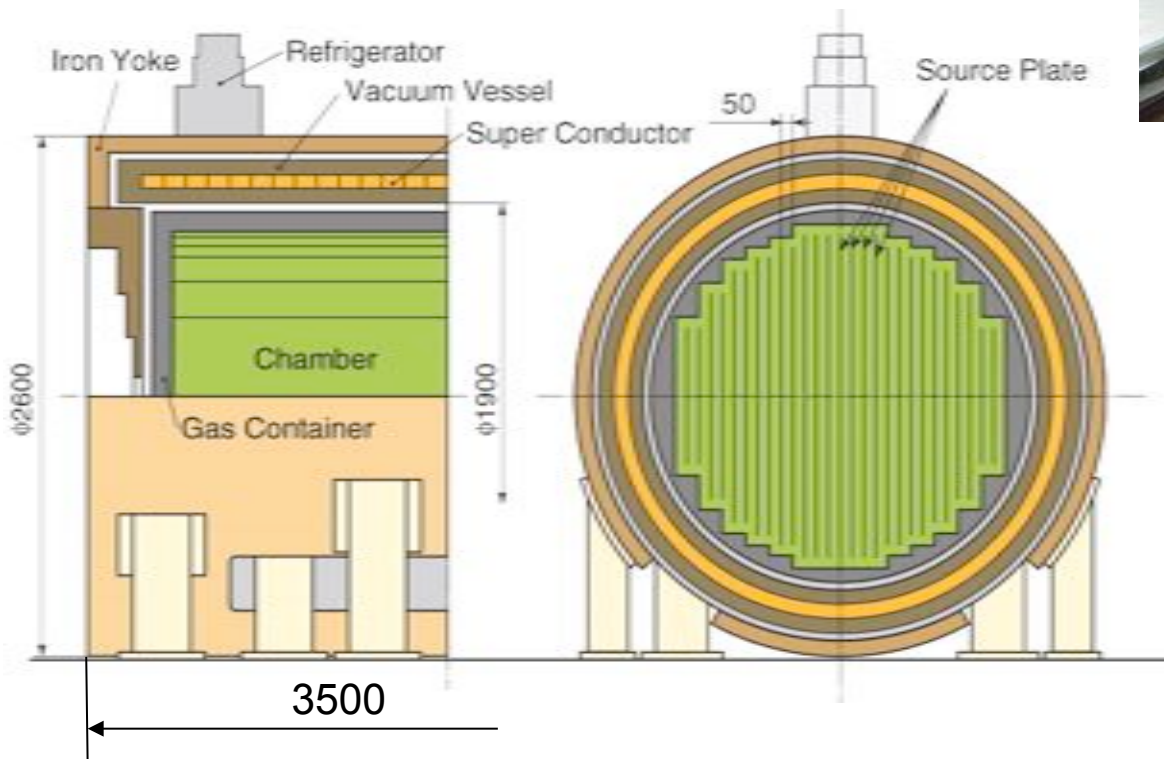 Iron Yoke
Refrigerator
Vacuum Vessel
Super Conductor
Source Plate
50
Chamber
Gas Container
φ2600
φ1900
3500